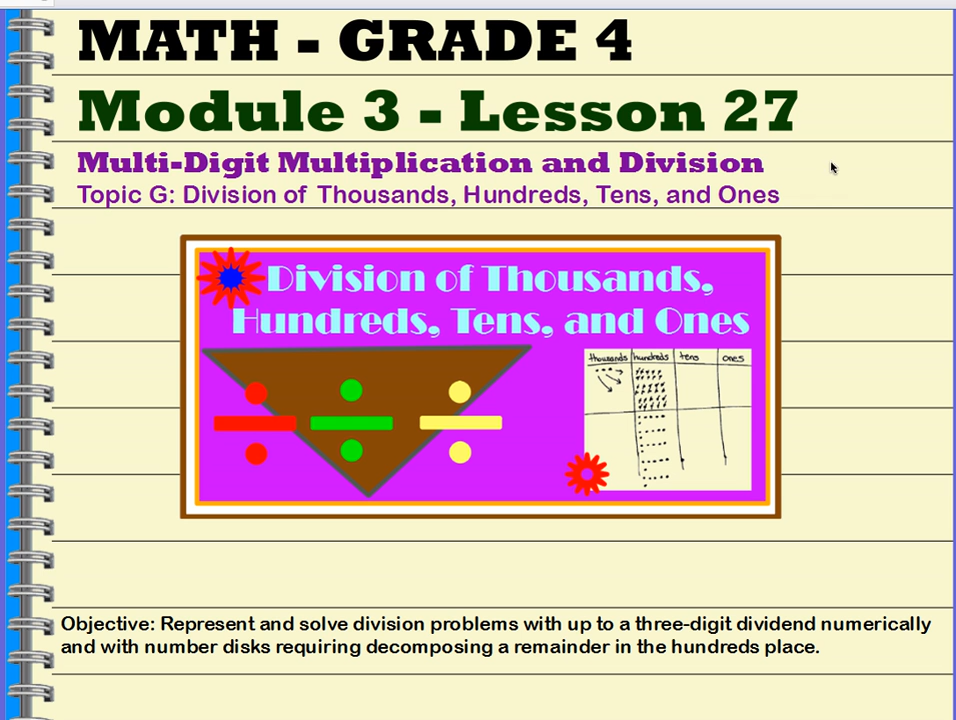 MATH - GRADE 4
Module 3 - Lesson 27
Multi-Digit Multiplication and Division
Topic G: Division of Thousands, Hundreds, Tens, and Ones
Division of Thousands,
Hundreds, Tens, and Ones
thousands hundreds tens ones
Objective: Represent and solve division problems with up to a three-digit dividend numerically
and with number disks requiring decomposing a remainder in the hundreds place.